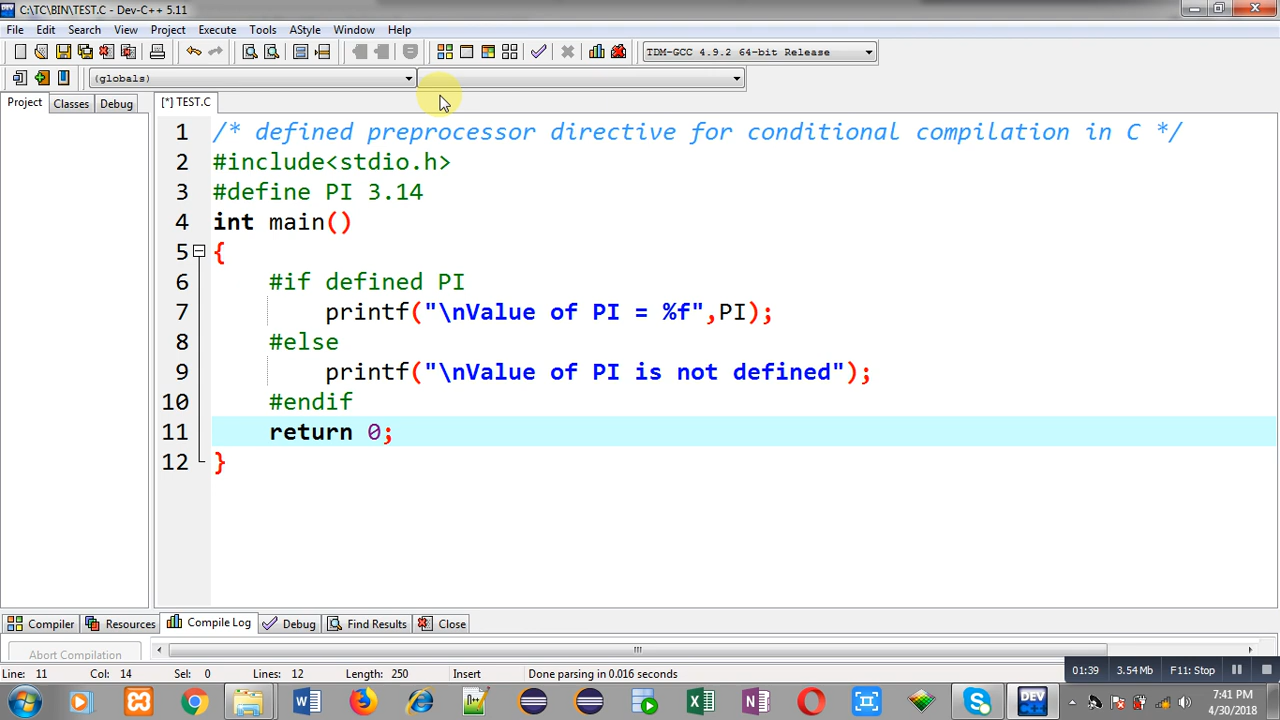 C:\TC\BIN\TEST.C - Dev-C++ 5.11
File Edit Search View Project Execute Tools AStyle Window Help
TDM-GCC 4.9.2 64-bit Release
(globals)
Project Classes Debug [*] TEST.C
1 /* defined preprocessor directive for conditional compilation in C */
2 #include<stdio.h>
3 #define PI 3.14
4 int main()
5 {
6 #if defined PI
7 printf("\nValue of PI = %f",PI);
8 #else
9 printf("\nValue of PI is not defined");
10 #endif
11 return 0;
12 }
Compiler Resources Compile Log Debug Find Results Close
Abort Compilation
Line: 11 Col: 14 Sel: 0 Lines: 12 Length: 250 Insert Done parsing in 0.016 seconds
01:39 3.54 Mb F11: Stop
DEV
7:41 PM
4/30/2018